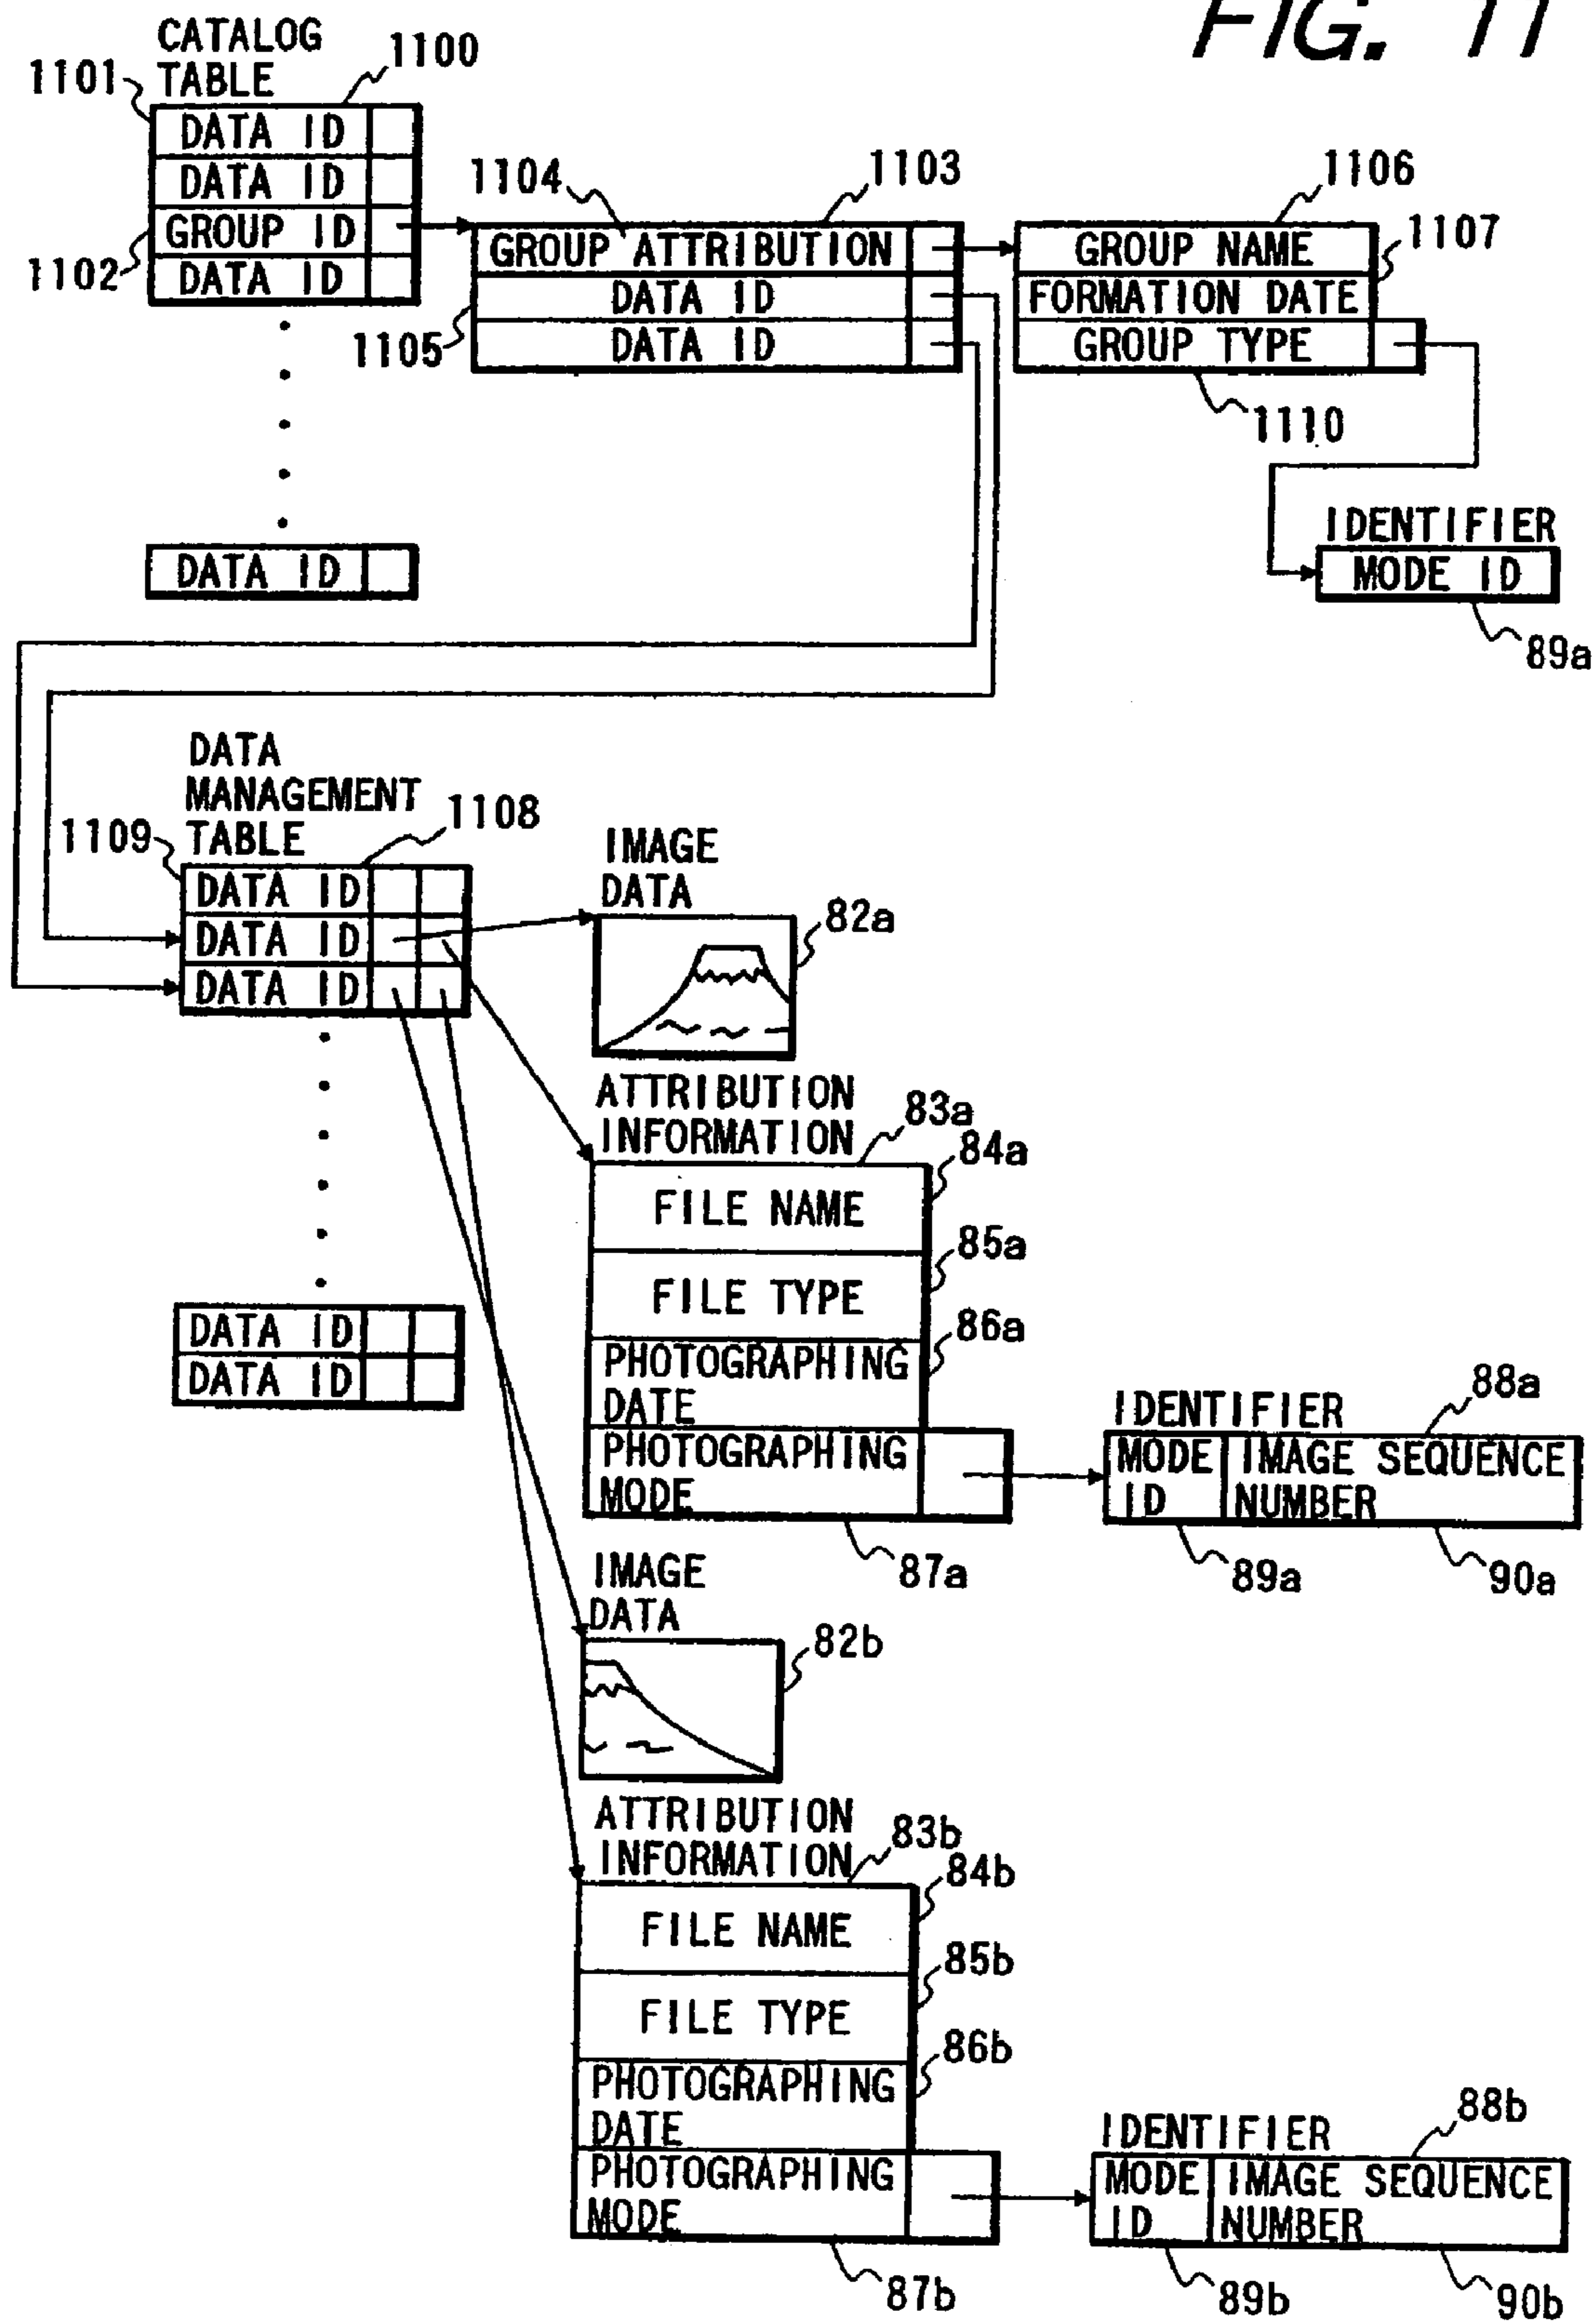 FIG. 11
CATALOG
TABLE
1100
1101
DATA ID
DATA ID
GROUP ID
1102
DATA ID
DATA ID
1104
1103
GROUP ATTRIBUTION
DATA ID
1105
DATA ID
1106
GROUP NAME
1107
FORMATION DATE
GROUP TYPE
1110
IDENTIFIER
MODE ID
89a
DATA
MANAGEMENT
TABLE
1108
1109
DATA ID
DATA ID
DATA ID
DATA ID
DATA ID
IMAGE
DATA
82a
ATTRIBUTION
INFORMATION
83a
84a
FILE NAME
85a
FILE TYPE
86a
PHOTOGRAPHING
DATE
PHOTOGRAPHING
MODE
87a
IDENTIFIER
88a
MODE
ID
IMAGE SEQUENCE
NUMBER
89a
90a
IMAGE
DATA
82b
ATTRIBUTION
INFORMATION
83b
84b
FILE NAME
85b
FILE TYPE
86b
PHOTOGRAPHING
DATE
PHOTOGRAPHING
MODE
87b
IDENTIFIER
88b
MODE
ID
IMAGE SEQUENCE
NUMBER
89b
90b